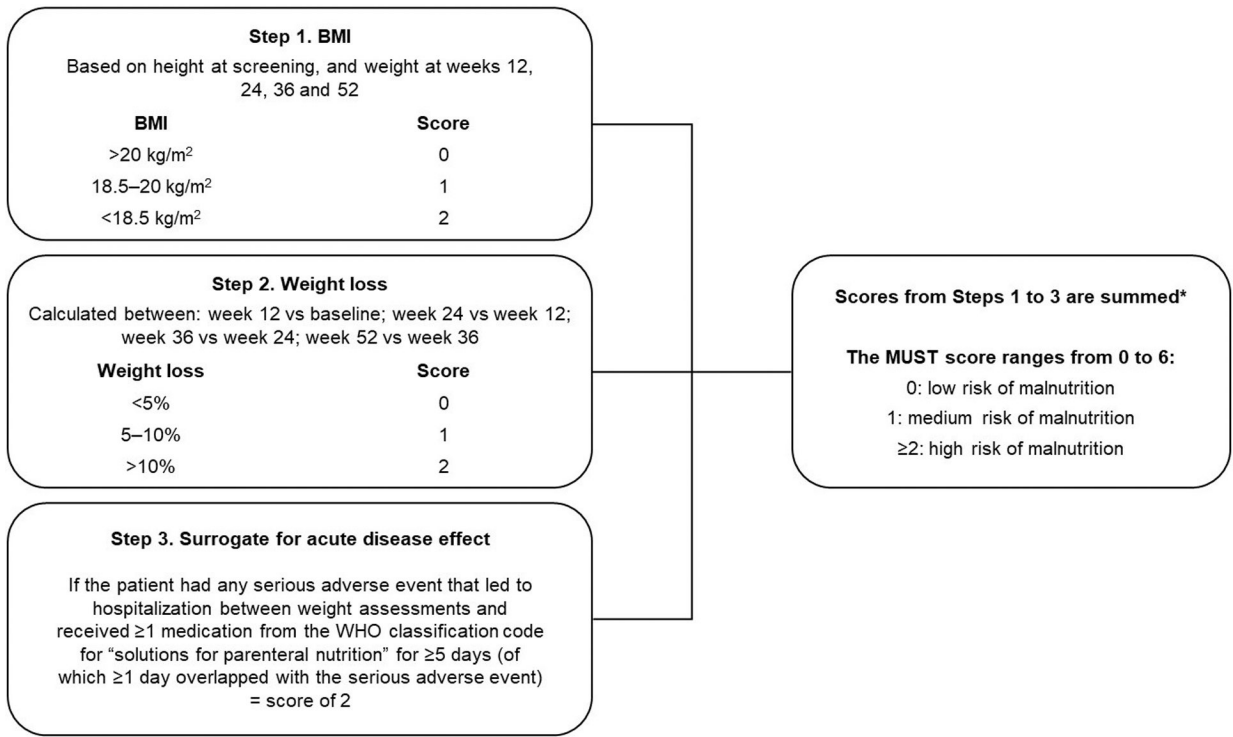 Step 1. BMI
Based on height at screening, and weight at weeks 12,
24, 36 and 52
BMI Score
>20 kg/m² 0
18.5–20 kg/m² 1
<18.5 kg/m² 2
Step 2. Weight loss
Calculated between: week 12 vs baseline; week 24 vs week 12;
week 36 vs week 24; week 52 vs week 36
Weight loss Score
<5% 0
5–10% 1
>10% 2
Step 3. Surrogate for acute disease effect
If the patient had any serious adverse event that led to
hospitalization between weight assessments and
received ≥1 medication from the WHO classification code
for “solutions for parenteral nutrition” for ≥5 days (of
which ≥1 day overlapped with the serious adverse event)
= score of 2
Scores from Steps 1 to 3 are summed*
The MUST score ranges from 0 to 6:
0: low risk of malnutrition
1: medium risk of malnutrition
≥2: high risk of malnutrition